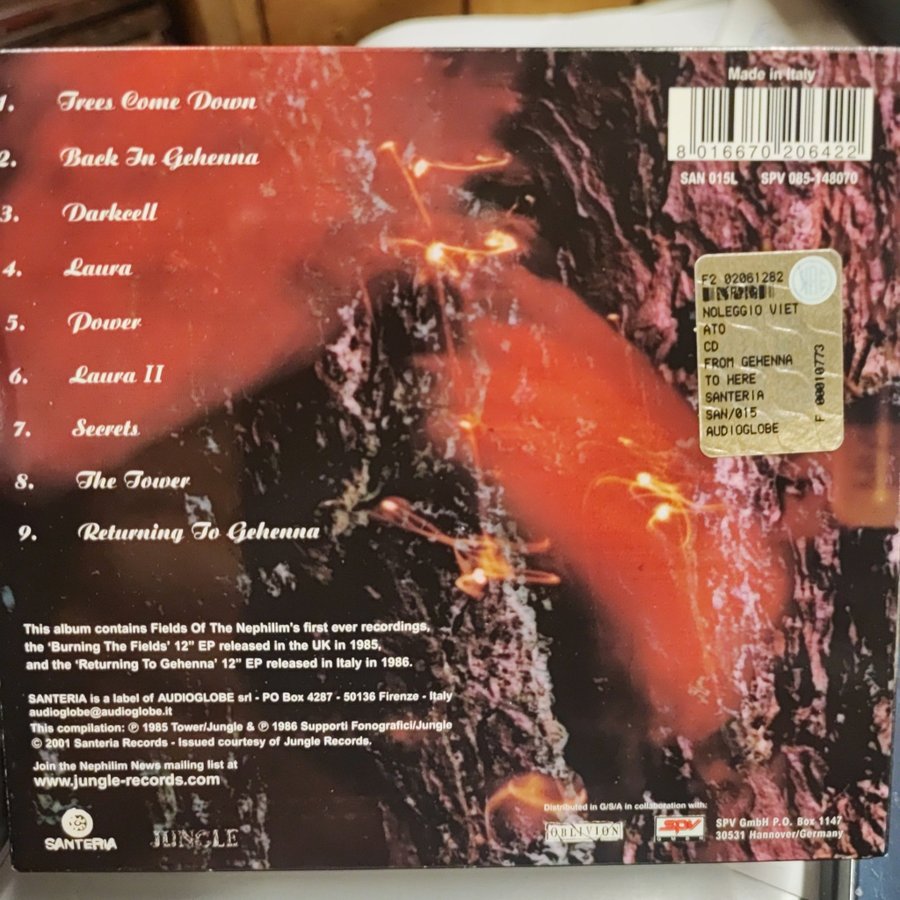 1. Trees Come Down
2. Back In Gehenna
3. Darkcell
4. Laura
5. Power
6. Laura II
7. Secrets
8. The Tower
9. Returning To Gehenna
This album contains Fields Of The Nephilim's first ever recordings,
the 'Burning The Fields' 12" EP released in the UK in 1985,
and the 'Returning To Gehenna' 12" EP released in Italy in 1986.
SANTERIA is a label of AUDIOGLOBE srl - PO Box 4287 - 50136 Firenze - Italy
audioglobe@audioglobe.it
This compilation: ℗ 1985 Tower/Jungle & ℗ 1986 Supporti Fonografici/Jungle
© 2001 Santeria Records - Issued courtesy of Jungle Records.
Join the Nephilim News mailing list at
www.jungle-records.com
SANTERIA
JUNGLE
Made in Italy
8 016670 206422
SAN 015L SPV 085-148070
F2 02061282
NOLEGGIO VIET
ATO
CD
FROM GEHENNA
TO HERE
SANTERIA
SAN/015
AUDIOGLOBE
F 00010773
Distributed in G/S/A in collaboration with:
OBLIVION
SPV
SPV GmbH P.O. Box 1147
30531 Hannover/Germany